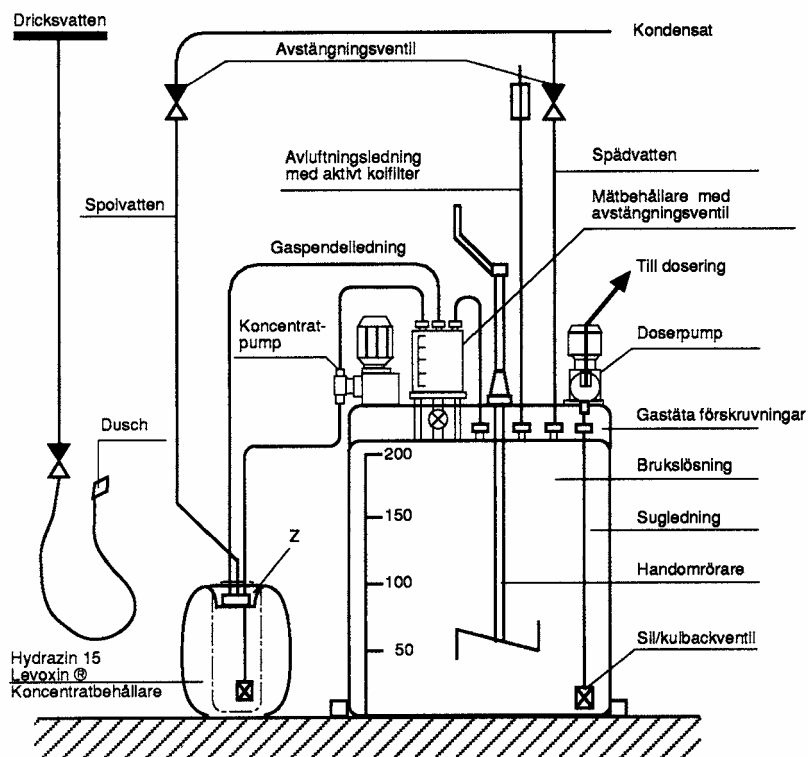 Dricksvatten
Kondensat
Avstängningsventil
Avluftningsledning
med aktivt kolfilter
Spädvatten
Mätbehållare med
avstängningsventil
Spolvatten
Gaspendelledning
Till dosering
Koncentrat-
pump
Doserpump
Dusch
Gastäta förskruvningar
200
Brukslösning
150
Sugledning
Z
100
Handomrörare
50
Sil/kulbackventil
Hydrazin 15
Levoxin ®
Koncentratbehållare